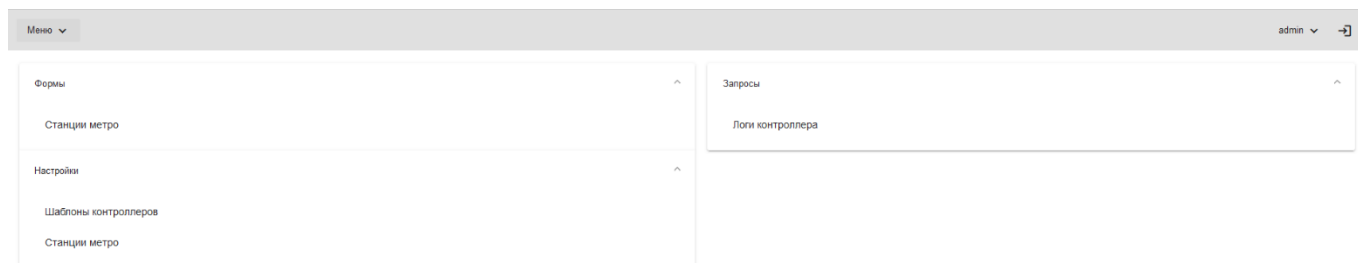 Меню
admin
Формы
Станции метро
Настройки
Шаблоны контроллеров
Станции метро
Запросы
Логи контроллера